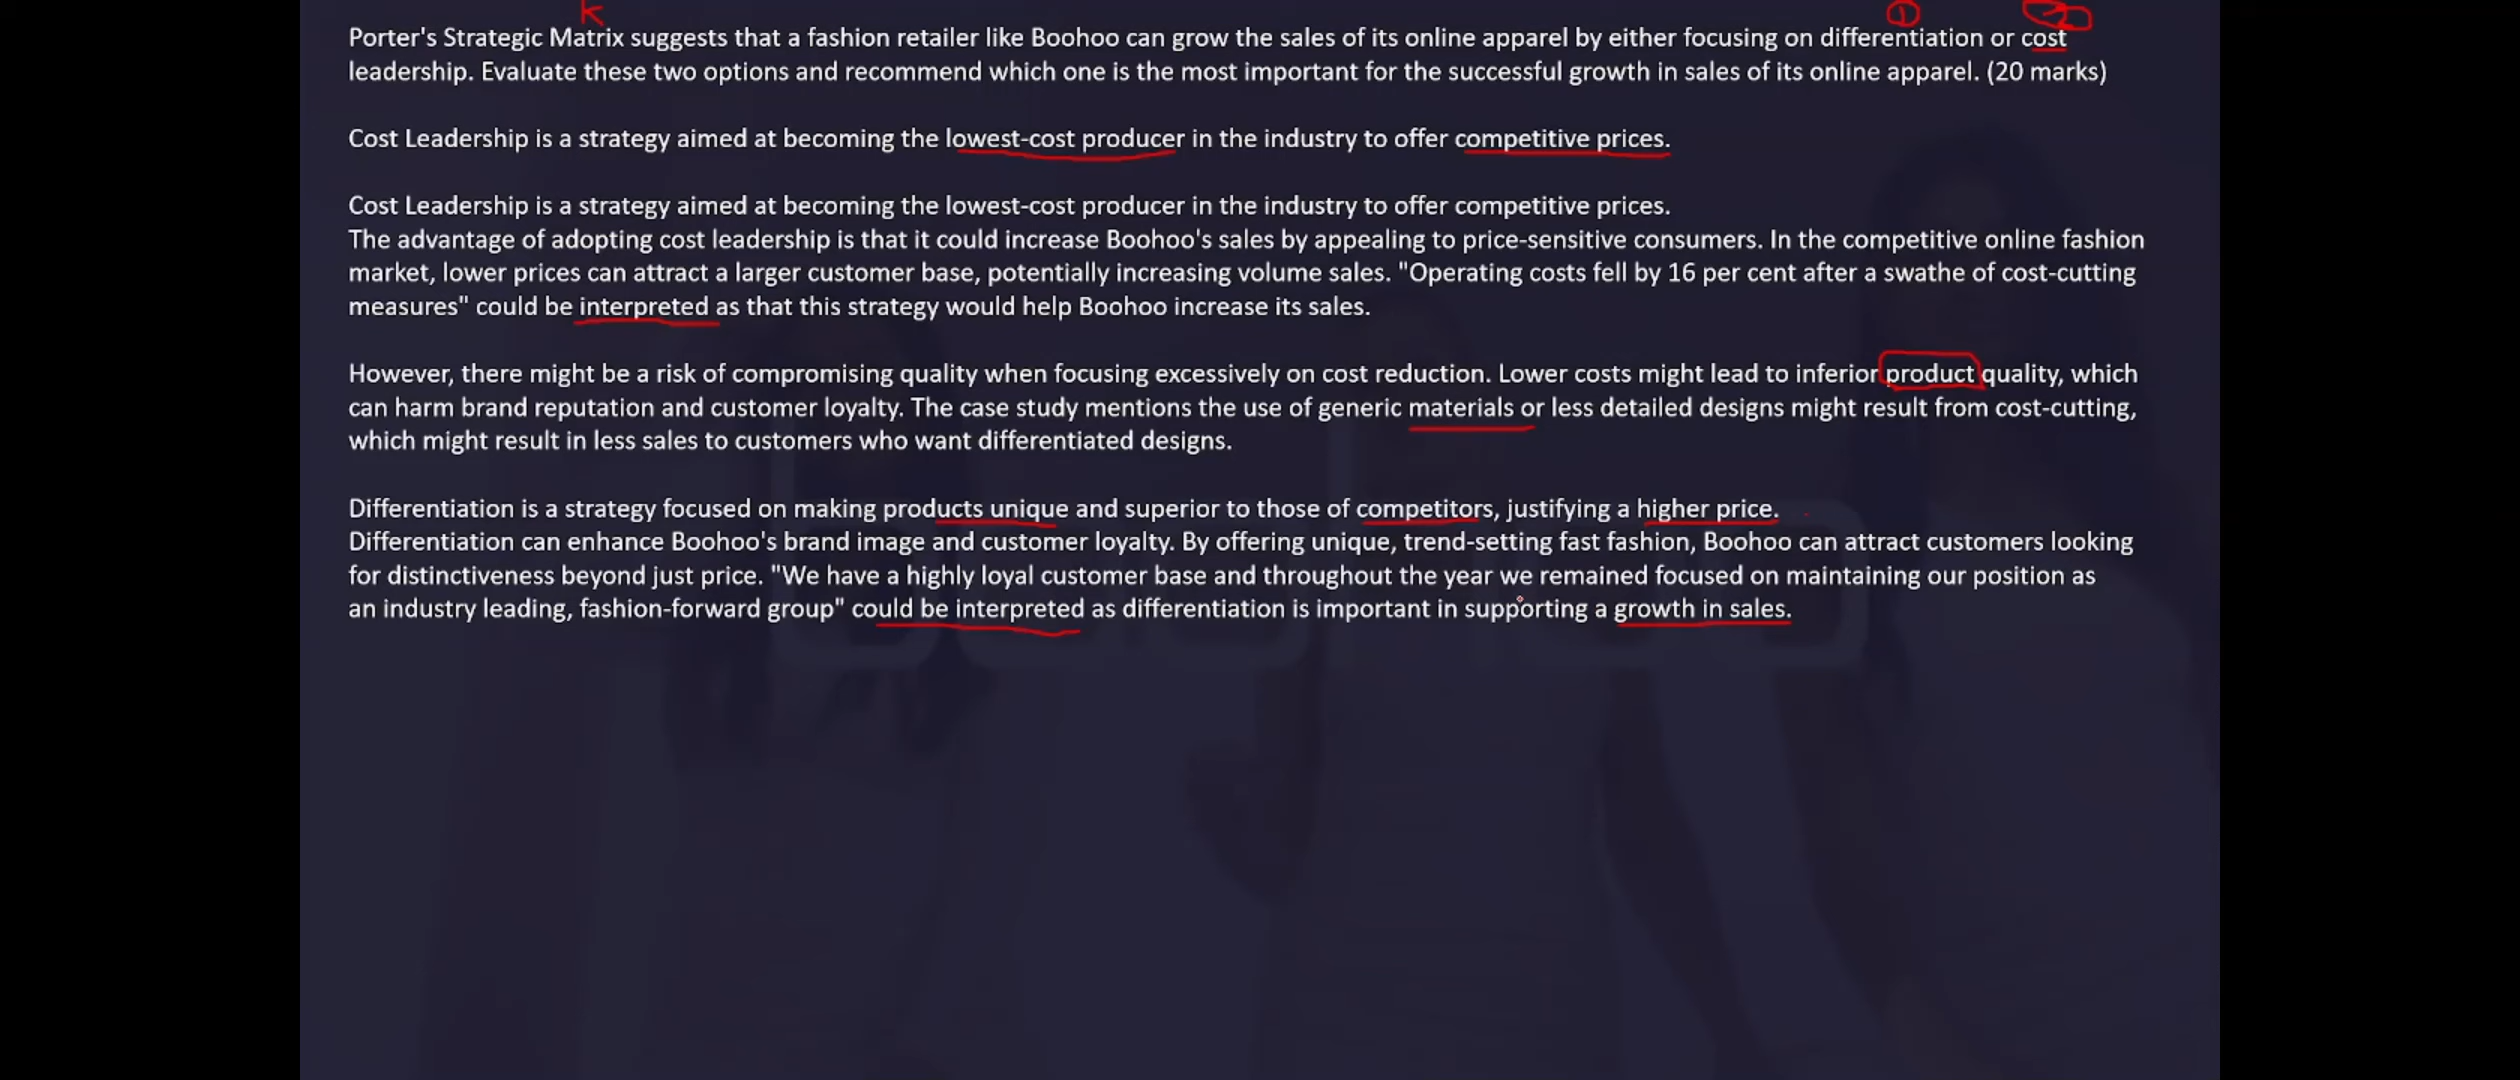 K
1 2
Porter's Strategic Matrix suggests that a fashion retailer like Boohoo can grow the sales of its online apparel by either focusing on differentiation or cost
leadership. Evaluate these two options and recommend which one is the most important for the successful growth in sales of its online apparel. (20 marks)
Cost Leadership is a strategy aimed at becoming the lowest-cost producer in the industry to offer competitive prices.
Cost Leadership is a strategy aimed at becoming the lowest-cost producer in the industry to offer competitive prices.
The advantage of adopting cost leadership is that it could increase Boohoo's sales by appealing to price-sensitive consumers. In the competitive online fashion
market, lower prices can attract a larger customer base, potentially increasing volume sales. "Operating costs fell by 16 per cent after a swathe of cost-cutting
measures" could be interpreted as that this strategy would help Boohoo increase its sales.
However, there might be a risk of compromising quality when focusing excessively on cost reduction. Lower costs might lead to inferior product quality, which
can harm brand reputation and customer loyalty. The case study mentions the use of generic materials or less detailed designs might result from cost-cutting,
which might result in less sales to customers who want differentiated designs.
Differentiation is a strategy focused on making products unique and superior to those of competitors, justifying a higher price.
Differentiation can enhance Boohoo's brand image and customer loyalty. By offering unique, trend-setting fast fashion, Boohoo can attract customers looking
for distinctiveness beyond just price. "We have a highly loyal customer base and throughout the year we remained focused on maintaining our position as
an industry leading, fashion-forward group" could be interpreted as differentiation is important in supporting a growth in sales.